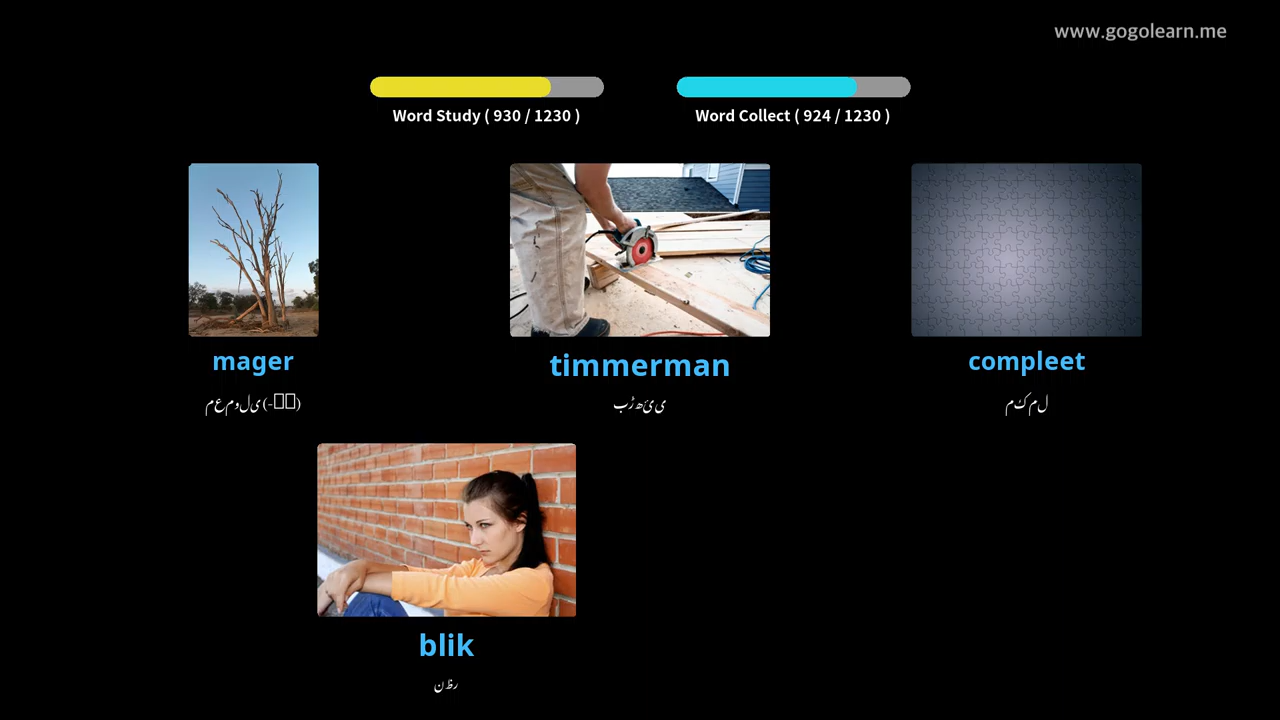 www.gogolearn.me
Word Study ( 930 / 1230 )
Word Collect ( 924 / 1230 )
mager
معمولی
timmerman
بڑھئی
compleet
مکمل
blik
نظر